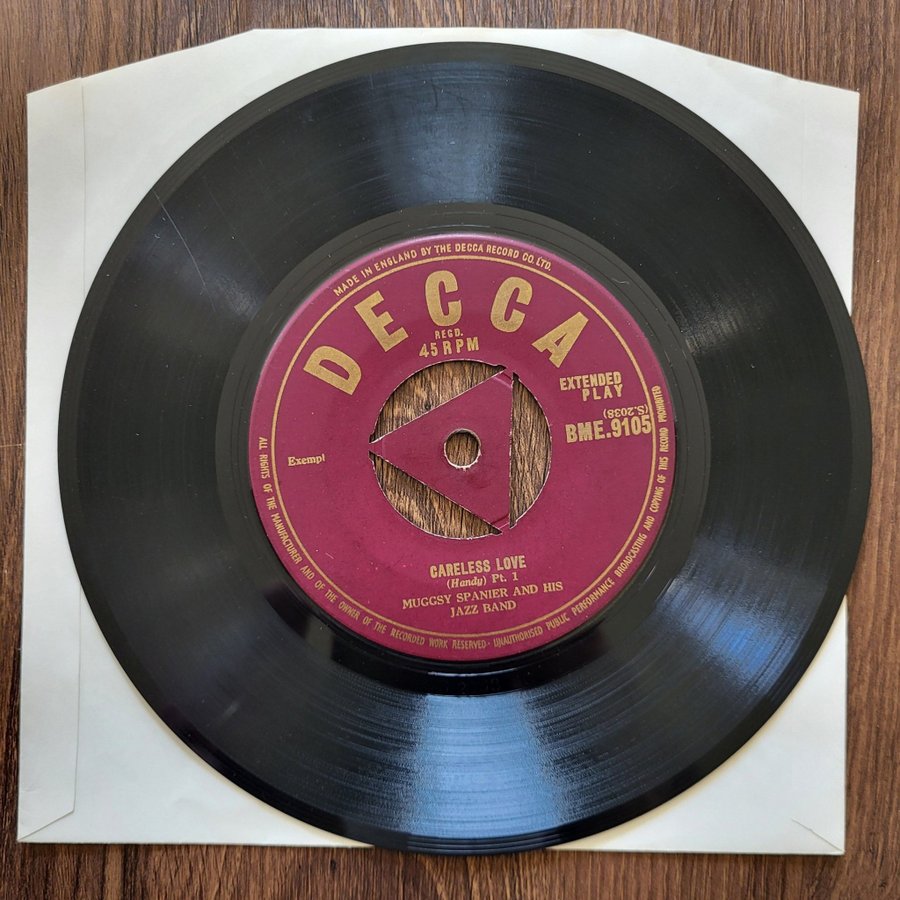 MADE IN ENGLAND BY THE DECCA RECORD CO. LTD.
DECCA
REGD.
45 RPM
EXTENDED
PLAY
(S.2038)
BME.9105
Exempl
CARELESS LOVE
(Handy) Pt. 1
MUGGSY SPANIER AND HIS
JAZZ BAND
ALL RIGHTS OF THE MANUFACTURER AND OF THE OWNER OF THE RECORDED WORK RESERVED · UNAUTHORISED PUBLIC PERFORMANCE BROADCASTING AND COPYING OF THIS RECORD PROHIBITED